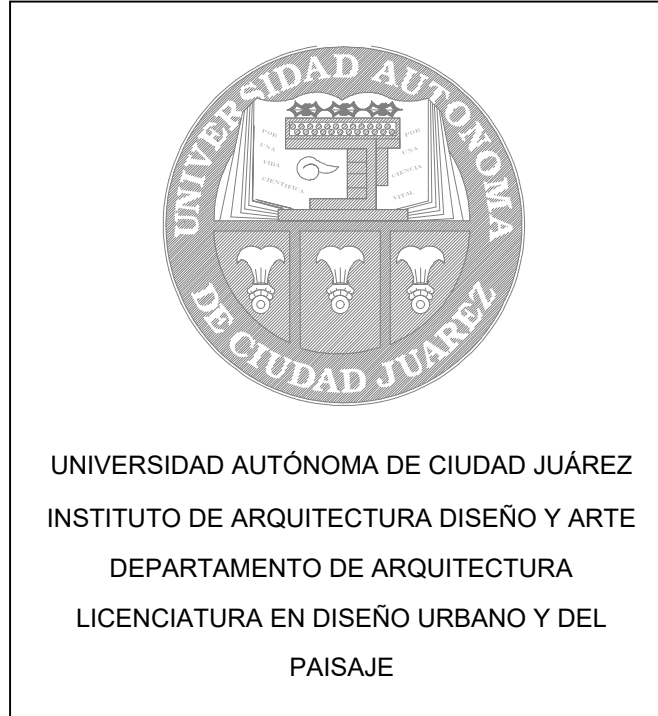 UNIVERSIDAD AUTONOMA
DE CIUDAD JUAREZ
POR
UNA
VIDA
CIENTIFICA
POR
UNA
CIENCIA
VITAL
UNIVERSIDAD AUTÓNOMA DE CIUDAD JUÁREZ
INSTITUTO DE ARQUITECTURA DISEÑO Y ARTE
DEPARTAMENTO DE ARQUITECTURA
LICENCIATURA EN DISEÑO URBANO Y DEL
PAISAJE